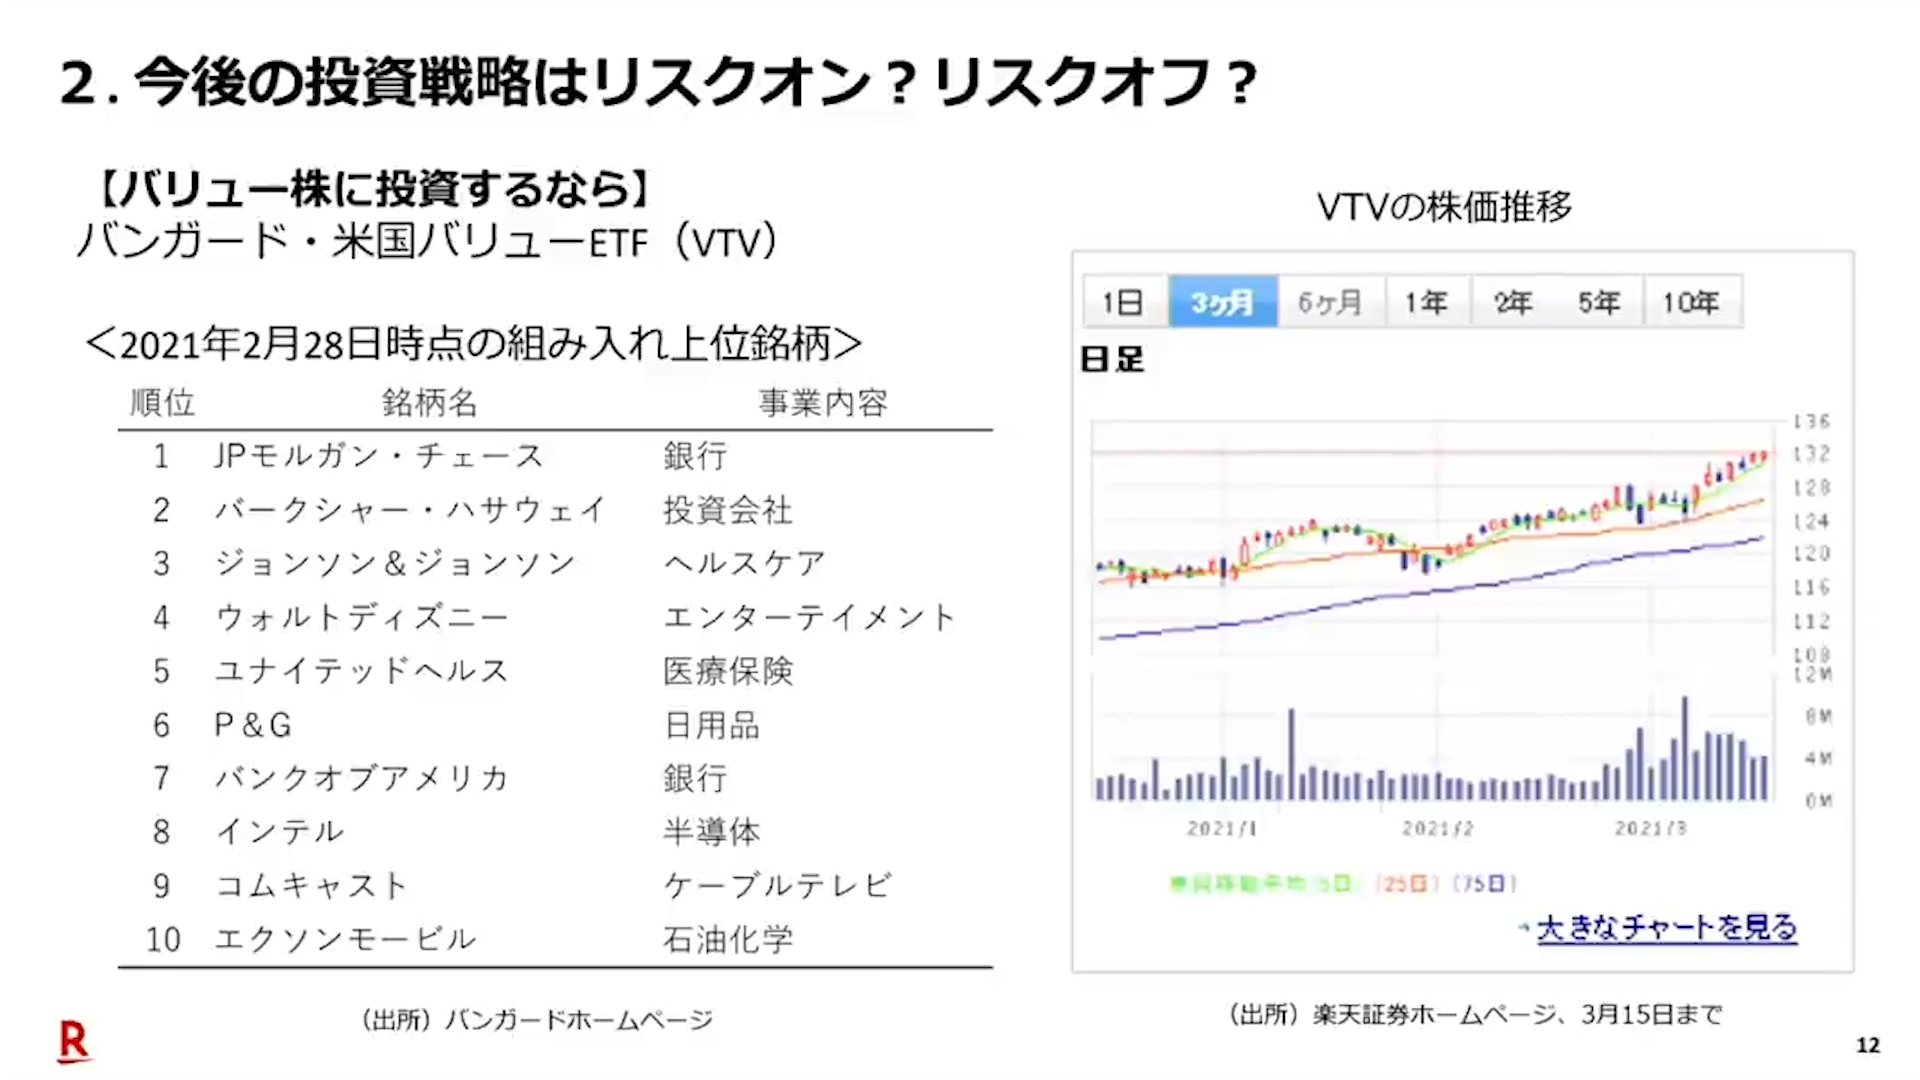 ２. 今後の投資戦略はリスクオン？リスクオフ？
【バリュー株に投資するなら】
バンガード・米国バリューETF（VTV）
＜2021年2月28日時点の組み入れ上位銘柄＞
順位 銘柄名 事業内容
1 JPモルガン・チェース 銀行
2 バークシャー・ハサウェイ 投資会社
3 ジョンソン＆ジョンソン ヘルスケア
4 ウォルトディズニー エンターテイメント
5 ユナイテッドヘルス 医療保険
6 P＆G 日用品
7 バンクオブアメリカ 銀行
8 インテル 半導体
9 コムキャスト ケーブルテレビ
10 エクソンモービル 石油化学
（出所）バンガードホームページ
VTVの株価推移
1日 3ヶ月 6ヶ月 1年 2年 5年 10年
日足
136
132
128
124
120
116
112
108
12M
8M
4M
0M
2021/1 2021/2 2021/3
移動平均(5日) (25日) (75日)
大きなチャートを見る
（出所）楽天証券ホームページ、3月15日まで
R
12